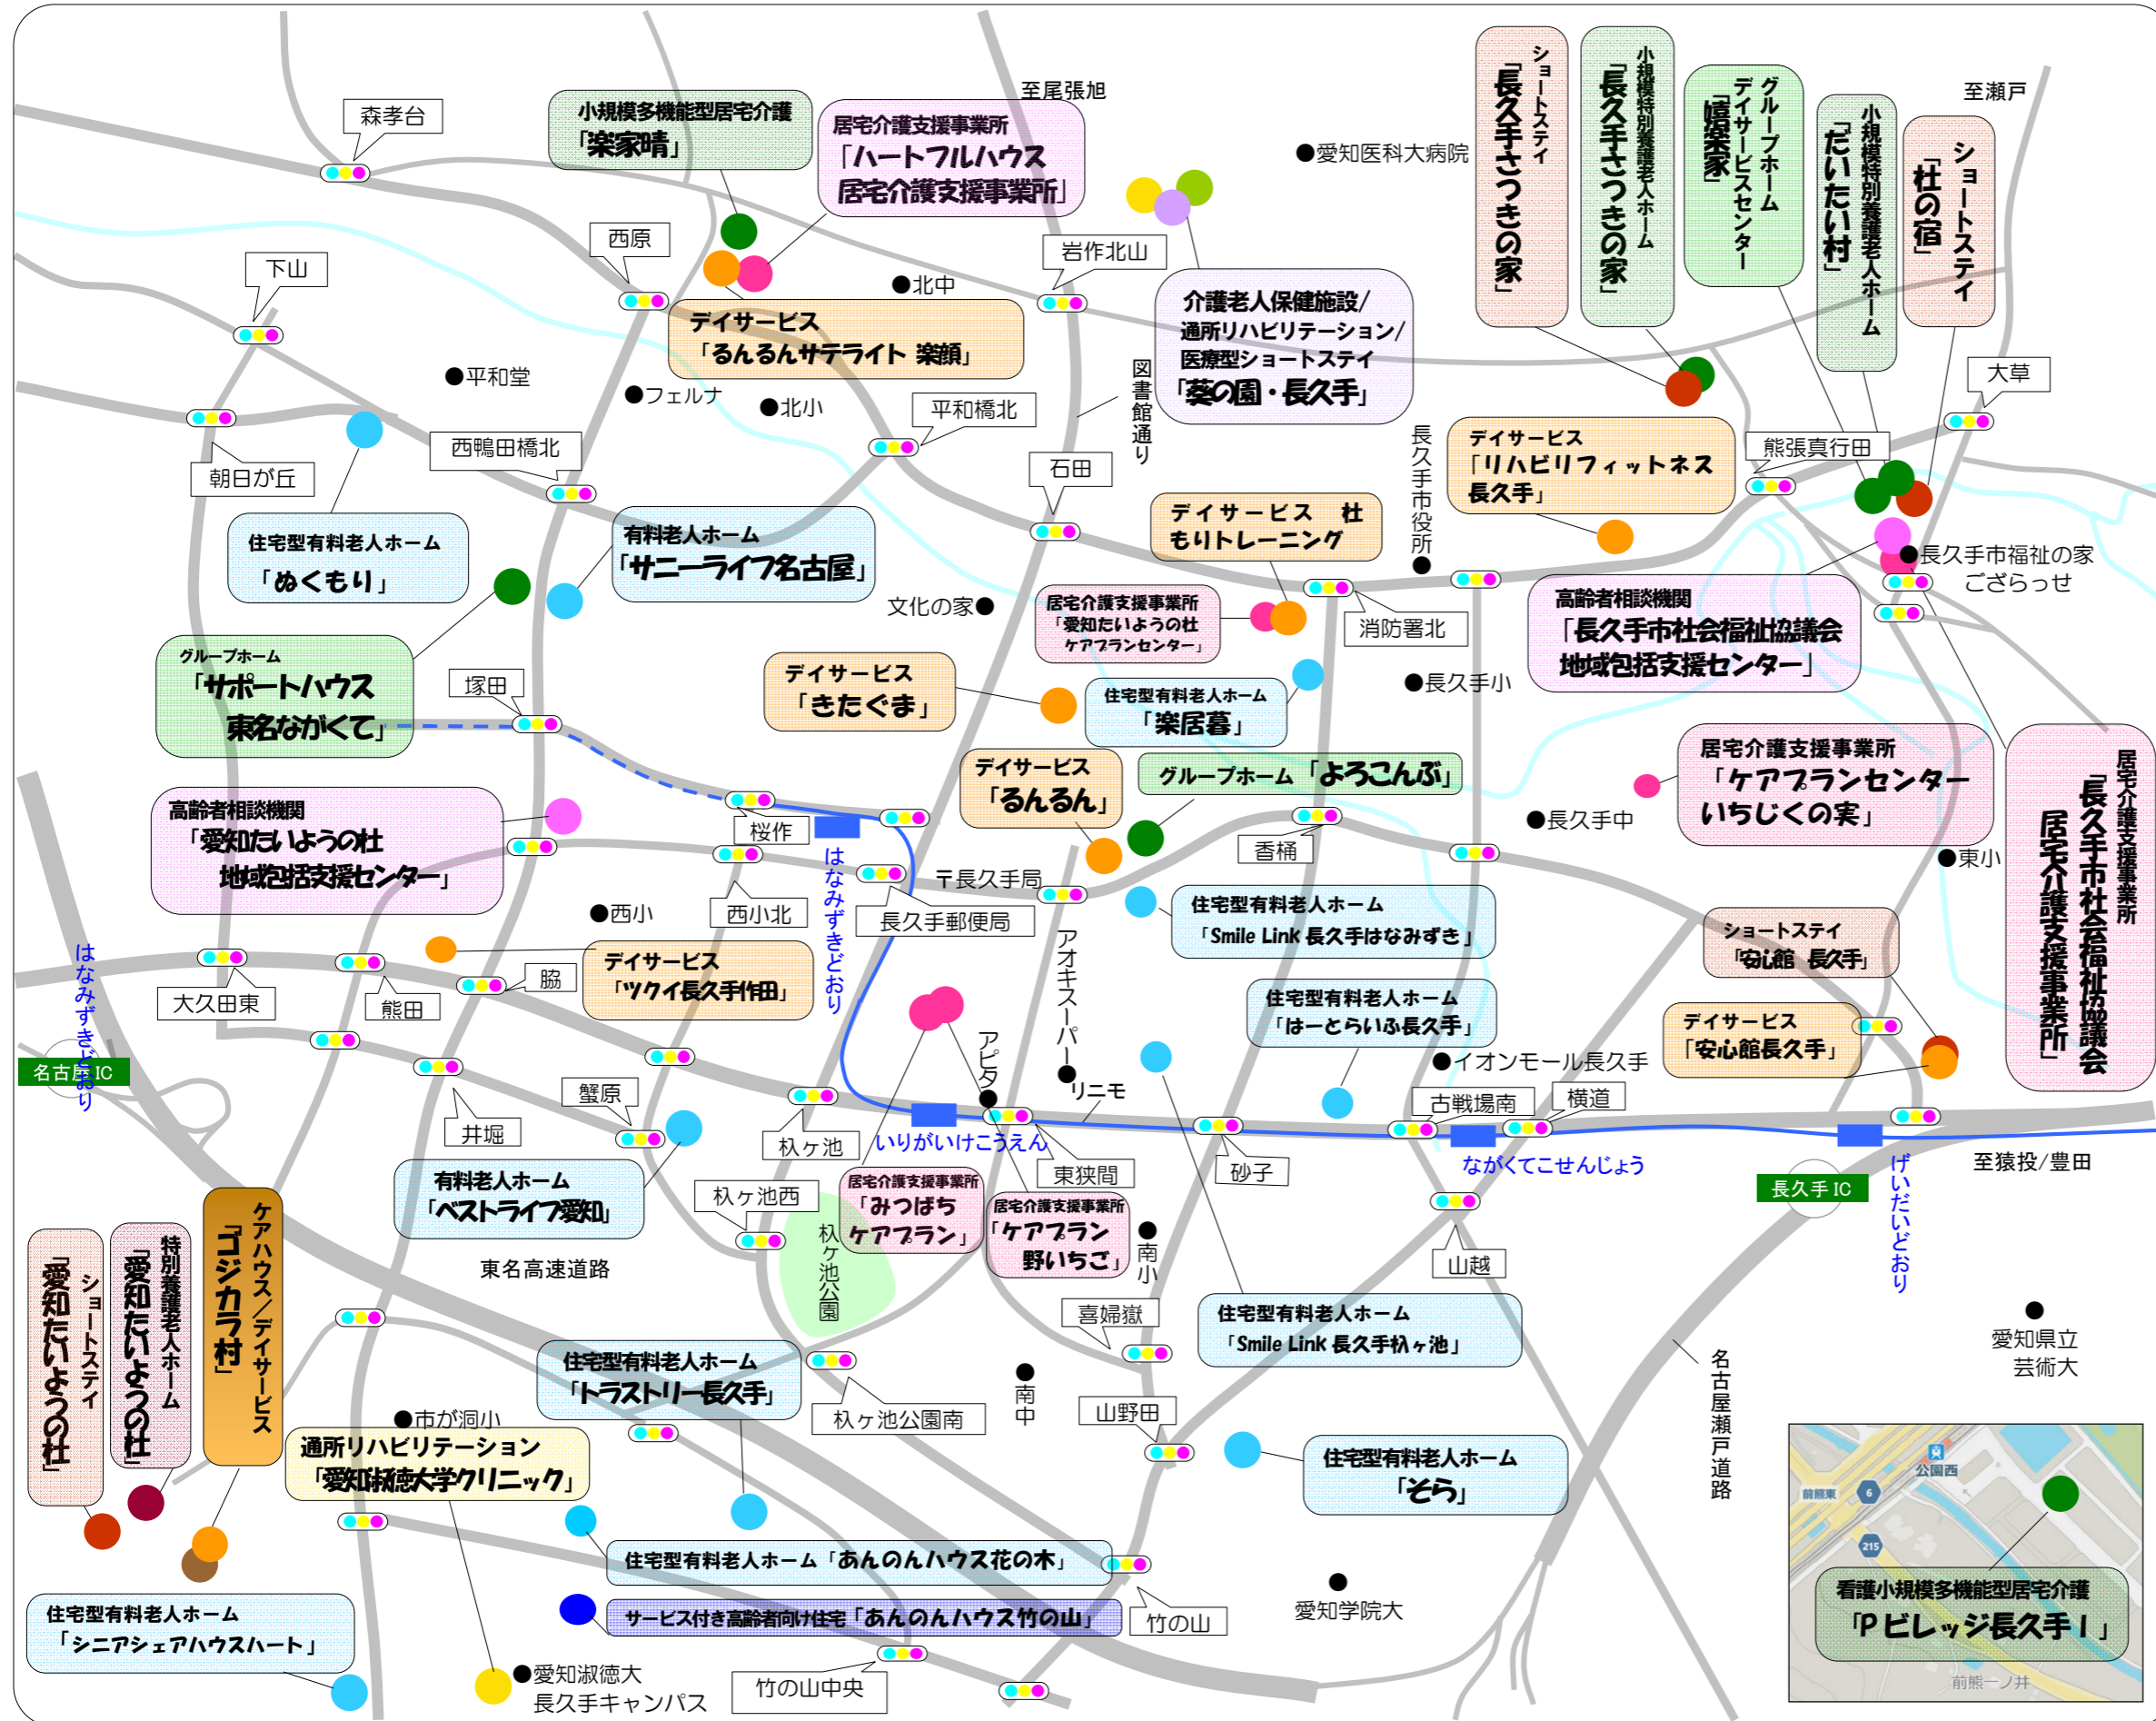 至尾張旭
至瀬戸
森孝台
小規模多機能型居宅介護
「楽家晴」
居宅介護支援事業所
「ハートフルハウス
居宅介護支援事業所」
●愛知医科大病院
ショートステイ
「長久手さつきの家」
小規模特別養護老人ホーム
「長久手さつきの家」
グループホーム
デイサービスセンター
「嬉楽家」
小規模特別養護老人ホーム
「だいたい村」
ショートステイ
「杜の宿」
西原
●北中
岩作北山
下山
デイサービス
「るんるんサテライト 楽顔」
介護老人保健施設/
通所リハビリテーション/
医療型ショートステイ
「葵の園・長久手」
図書館通り
●平和堂
●フェルナ
●北小
平和橋北
大草
朝日が丘
西鴨田橋北
石田
長久手市役所●
デイサービス
「リハビリフィットネス
長久手」
熊張真行田
住宅型有料老人ホーム
「ぬくもり」
有料老人ホーム
「サニーライフ名古屋」
デイサービス 杜
もりトレーニング
●長久手市福祉の家
ござらっせ
文化の家●
居宅介護支援事業所
「愛知たいようの杜
ケアプランセンター」
消防署北
高齢者相談機関
「長久手市社会福祉協議会
地域包括支援センター」
グループホーム
「サポートハウス
東名ながくて」
塚田
デイサービス
「きたぐま」
住宅型有料老人ホーム
「楽居暮」
●長久手小
居宅介護支援事業所
「ケアプランセンター
いちじくの実」
居宅介護支援事業所
「長久手市社会福祉協議会
居宅介護支援事業所」
デイサービス
「るんるん」
グループホーム「よろこんぶ」
高齢者相談機関
「愛知たいようの杜
地域包括支援センター」
桜作
はなみずきどおり
香桶
●長久手中
●東小
〒長久手局
●西小
西小北
長久手郵便局
住宅型有料老人ホーム
「Smile Link 長久手はなみずき」
ショートステイ
「安心館 長久手」
はなみずきどおり
大久田東
熊田
脇
デイサービス
「ツクイ長久手作田」
アオキスーパー●
住宅型有料老人ホーム
「はーとらいふ長久手」
デイサービス
「安心館長久手」
名古屋 IC
井堀
蟹原
アピタ●
リニモ
●イオンモール長久手
古戦場南
横道
杁ヶ池
いりがいけこうえん
東狭間
砂子
ながくてこせんじょう
至猿投/豊田
長久手 IC
げいだいどおり
有料老人ホーム
「ベストライフ愛知」
杁ヶ池西
杁ヶ池公園
居宅介護支援事業所
「みつばち
ケアプラン」
居宅介護支援事業所
「ケアプラン
野いちご」
●南小
山越
東名高速道路
ショートステイ
「愛知たいようの杜」
特別養護老人ホーム
「愛知たいようの杜」
ケアハウス／デイサービス
「ゴジカラ村」
喜婦嶽
住宅型有料老人ホーム
「Smile Link 長久手杁ヶ池」
●
愛知県立
芸術大
名古屋瀬戸道路
住宅型有料老人ホーム
「トラストリー長久手」
●南中
杁ヶ池公園南
山野田
●市が洞小
通所リハビリテーション
「愛知淑徳大学クリニック」
住宅型有料老人ホーム
「そら」
公園西
前熊東
6
215
住宅型有料老人ホーム「あんのんハウス花の木」
サービス付き高齢者向け住宅「あんのんハウス竹の山」
竹の山
●
愛知学院大
看護小規模多機能型居宅介護
「P ビレッジ長久手Ⅰ」
前熊一ノ井
住宅型有料老人ホーム
「シニアシェアハウスハート」
●愛知淑徳大
長久手キャンパス
竹の山中央